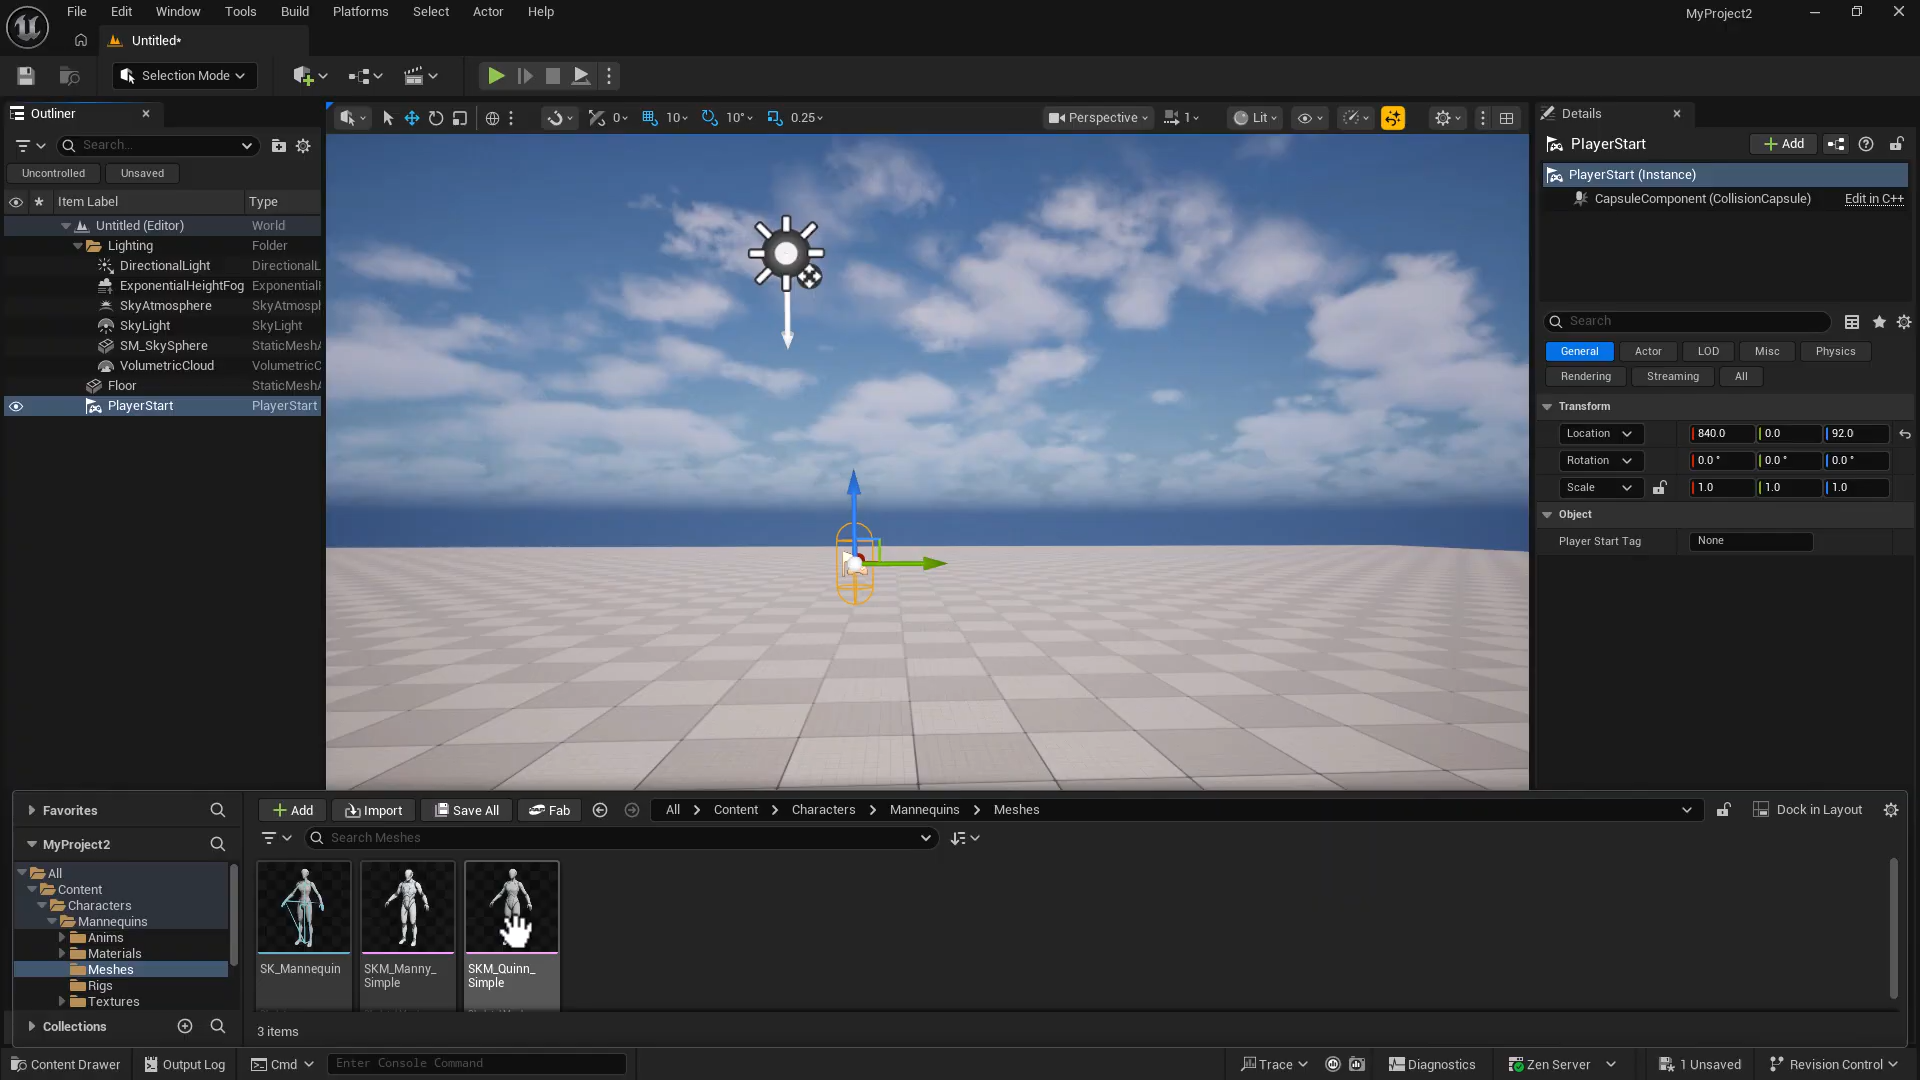 File Edit Window Tools Build Platforms Select Actor Help
MyProject2
Untitled*
Selection Mode
Outliner
Search...
Uncontrolled Unsaved
Item Label Type
Untitled (Editor) World
Lighting Folder
DirectionalLight DirectionalL
ExponentialHeightFog Exponential
SkyAtmosphere SkyAtmosph
SkyLight SkyLight
SM_SkySphere StaticMesh
VolumetricCloud VolumetricC
Floor StaticMesh
PlayerStart PlayerStart
0 10 10° 0.25
Perspective 1 Lit
Details
PlayerStart Add
PlayerStart (Instance)
CapsuleComponent (CollisionCapsule) Edit in C++
Search
General Actor LOD Misc Physics
Rendering Streaming All
Transform
Location 840.0 0.0 92.0
Rotation 0.0 ° 0.0 ° 0.0 °
Scale 1.0 1.0 1.0
Object
Player Start Tag None
Favorites
MyProject2
All
Content
Characters
Mannequins
Anims
Materials
Meshes
Rigs
Textures
Collections
Add Import Save All Fab All Content Characters Mannequins Meshes Dock in Layout
Search Meshes
SK_Mannequin
SKM_Manny_
Simple
SKM_Quinn_
Simple
3 items
Content Drawer Output Log Cmd Enter Console Command Trace Diagnostics Zen Server 1 Unsaved Revision Control